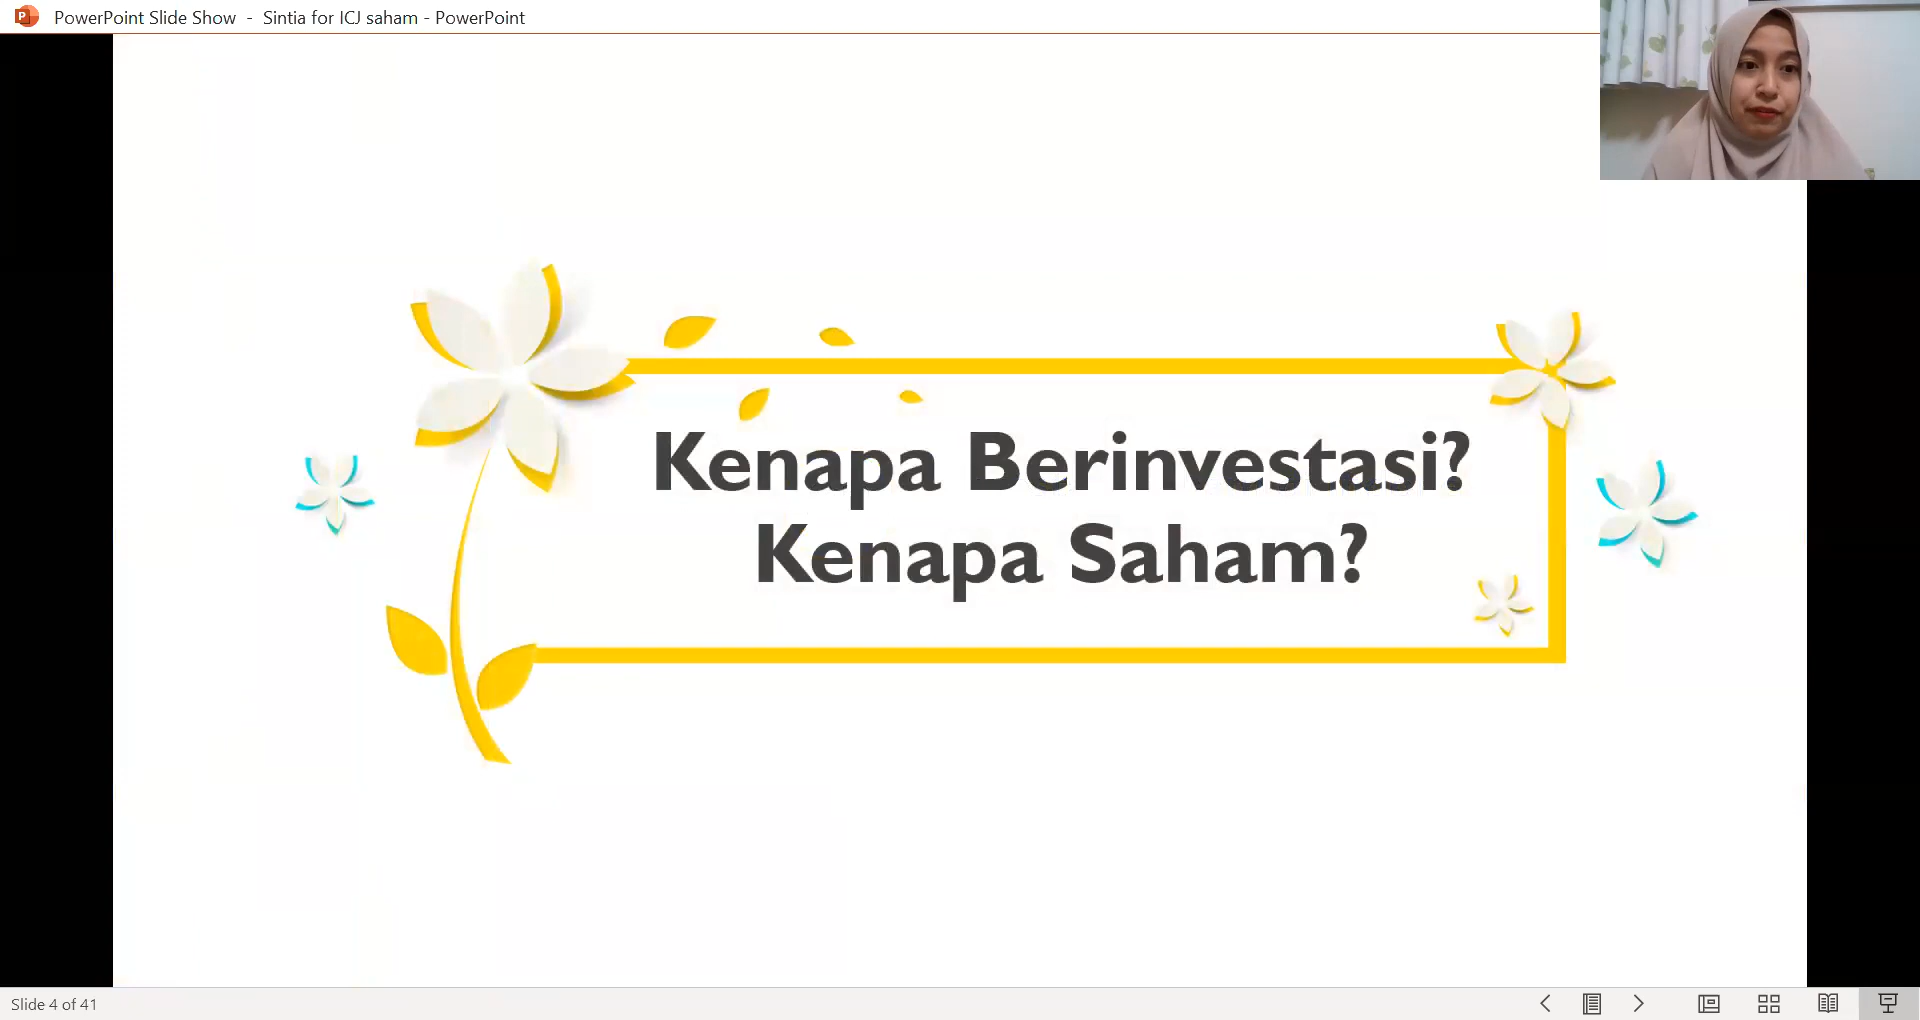 PowerPoint Slide Show - Sintia for ICJ saham - PowerPoint
Kenapa Berinvestasi?
Kenapa Saham?
Slide 4 of 41